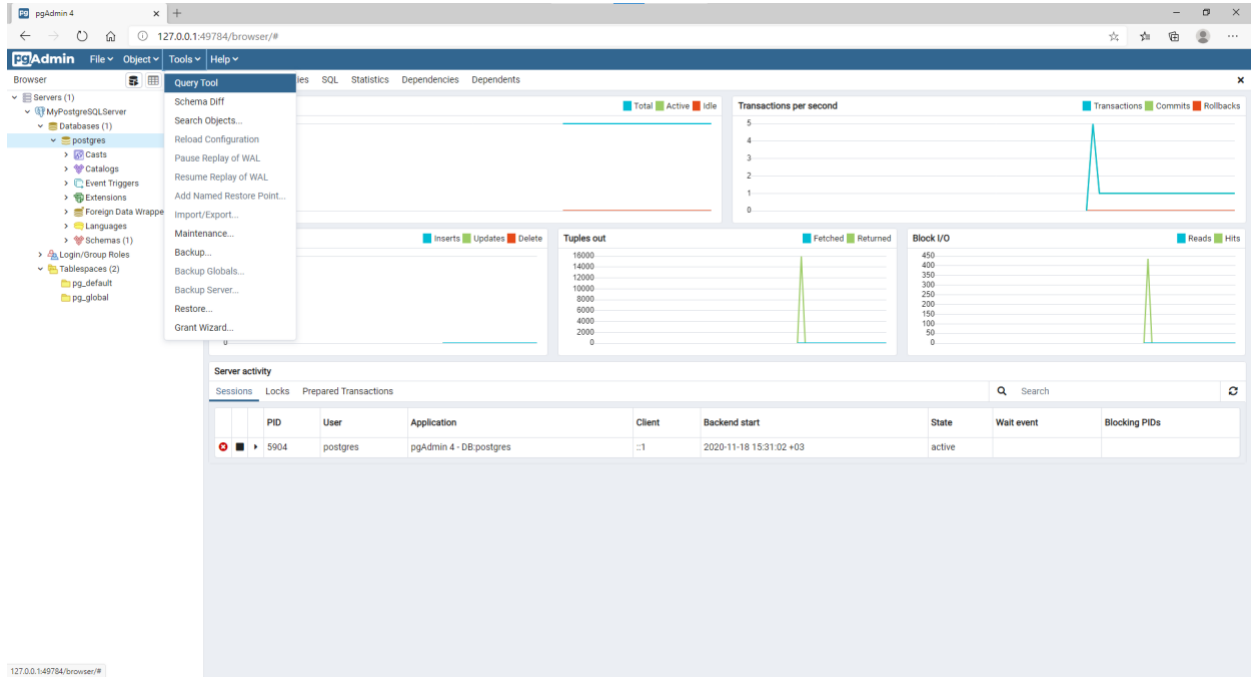 pgAdmin 4
127.0.0.1:49784/browser/#
pgAdmin File Object Tools Help
Browser
ies SQL Statistics Dependencies Dependents
Servers (1)
MyPostgreSQLServer
Databases (1)
postgres
Casts
Catalogs
Event Triggers
Extensions
Foreign Data Wrappe
Languages
Schemas (1)
Login/Group Roles
Tablespaces (2)
pg_default
pg_global
Query Tool
Schema Diff
Search Objects...
Reload Configuration
Pause Replay of WAL
Resume Replay of WAL
Add Named Restore Point...
Import/Export...
Maintenance...
Backup...
Backup Globals...
Backup Server...
Restore...
Grant Wizard...
Total Active Idle
Transactions per second
Transactions Commits Rollbacks
5
4
3
2
1
0
Inserts Updates Delete
0
Tuples out
Fetched Returned
16000
14000
12000
10000
8000
6000
4000
2000
0
Block I/O
Reads Hits
450
400
350
300
250
200
150
100
50
0
Server activity
Sessions Locks Prepared Transactions
Search
PID User Application Client Backend start State Wait event Blocking PIDs
5904 postgres pgAdmin 4 - DB:postgres ::1 2020-11-18 15:31:02 +03 active
127.0.0.1:49784/browser/#